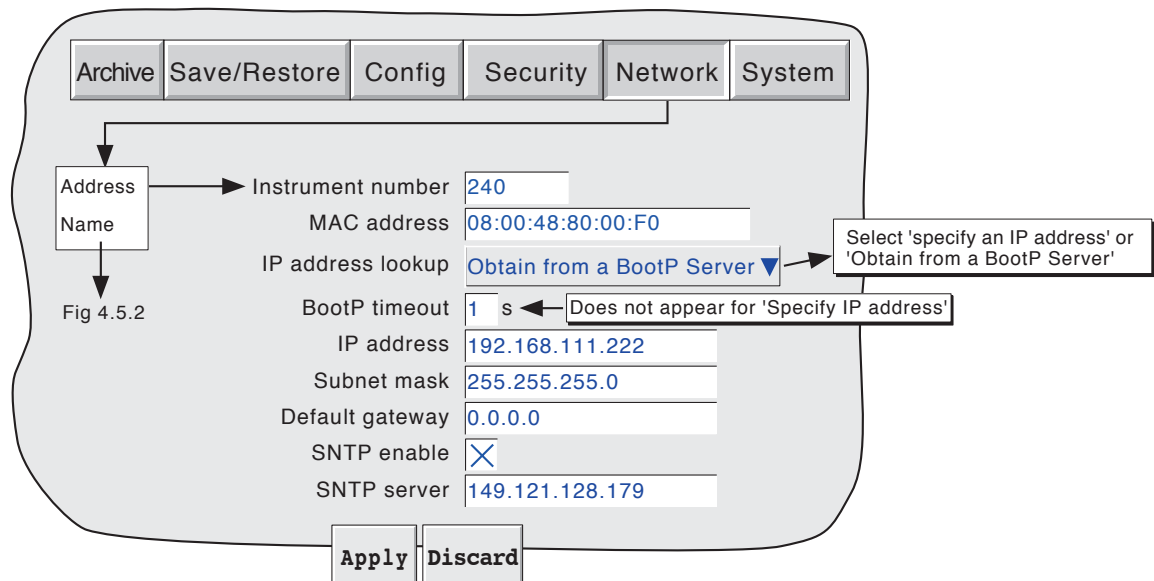 Archive Save/Restore Config Security Network System
Address
Name
Fig 4.5.2
Instrument number 240
MAC address 08:00:48:80:00:F0
IP address lookup Obtain from a BootP Server ▼
Select 'specify an IP address' or
'Obtain from a BootP Server'
BootP timeout 1 s
Does not appear for 'Specify IP address'
IP address 192.168.111.222
Subnet mask 255.255.255.0
Default gateway 0.0.0.0
SNTP enable
SNTP server 149.121.128.179
Apply Discard